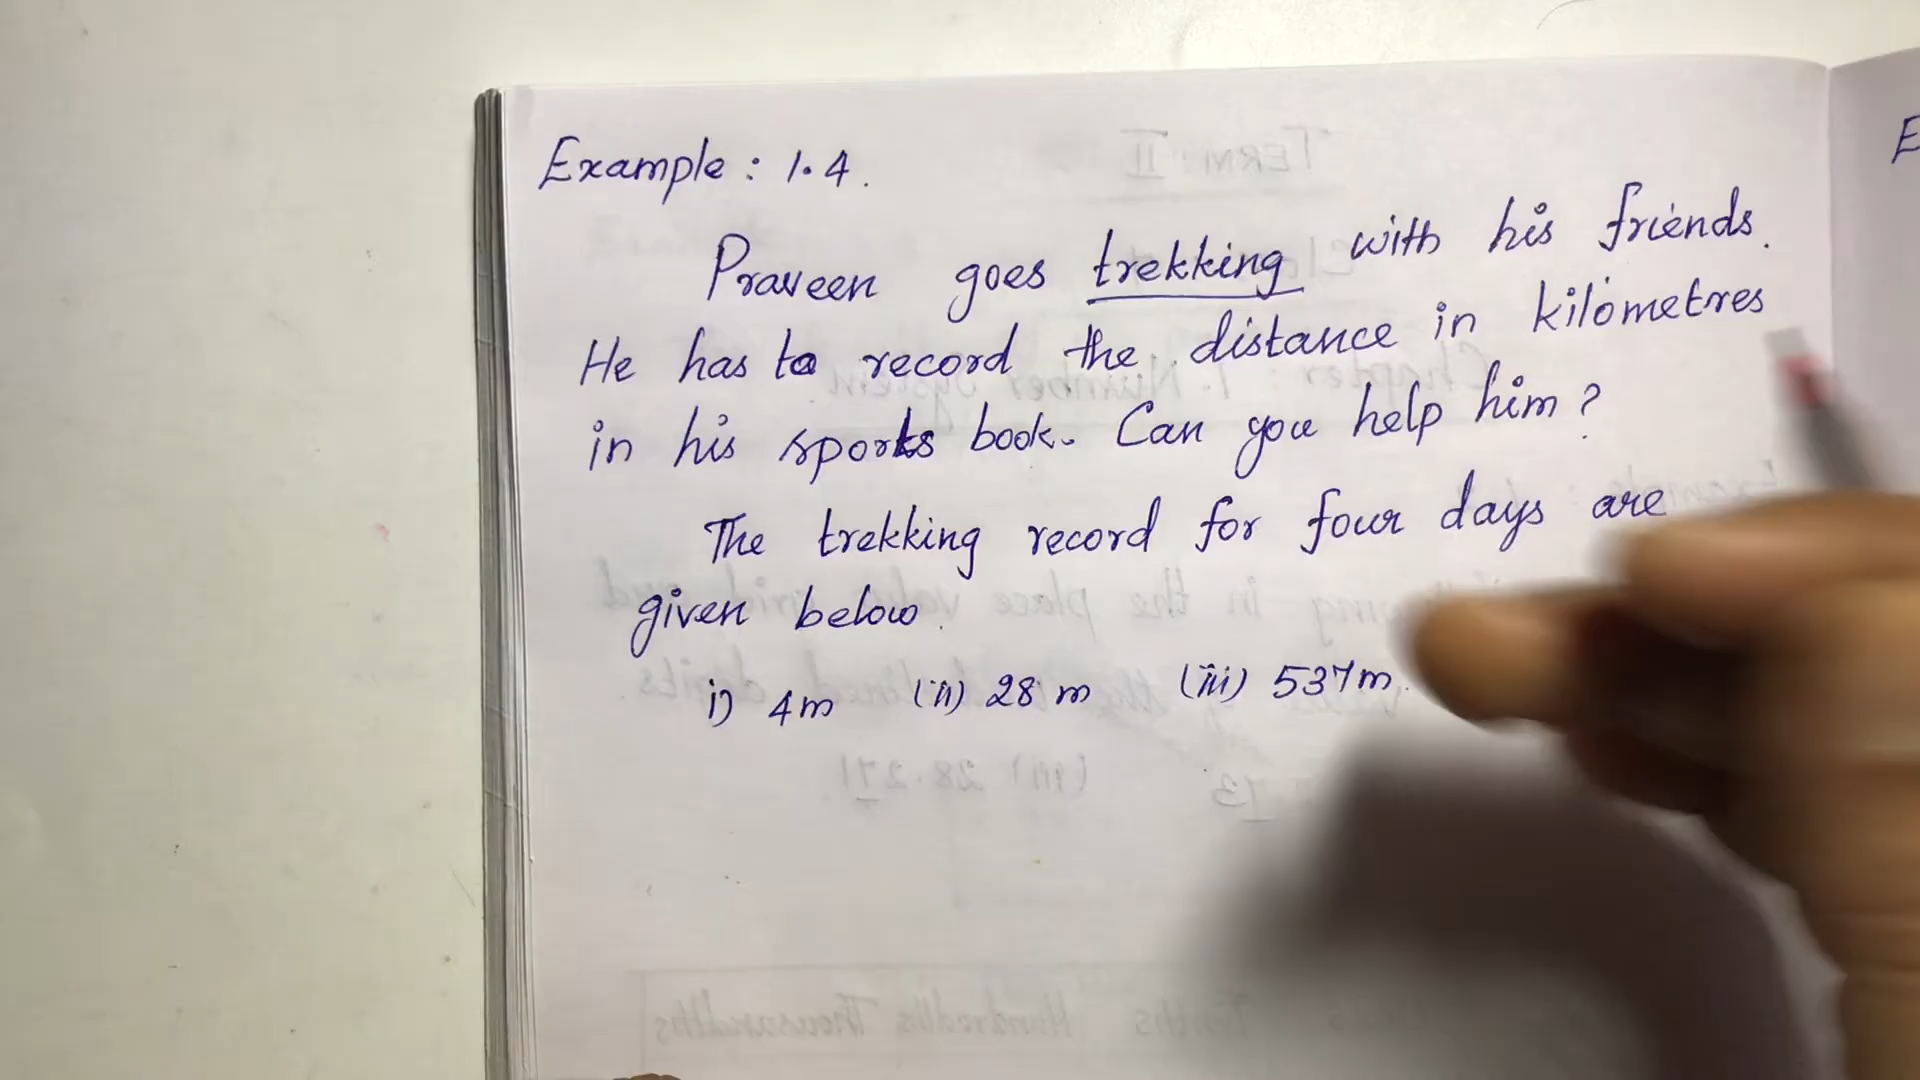 Example : 1.4.
Praveen goes trekking with his friends.
He has to record the distance in kilometres
in his sports book. Can you help him?
The trekking record for four days are
given below.
i) 4m (ii) 28 m (iii) 537m.
E